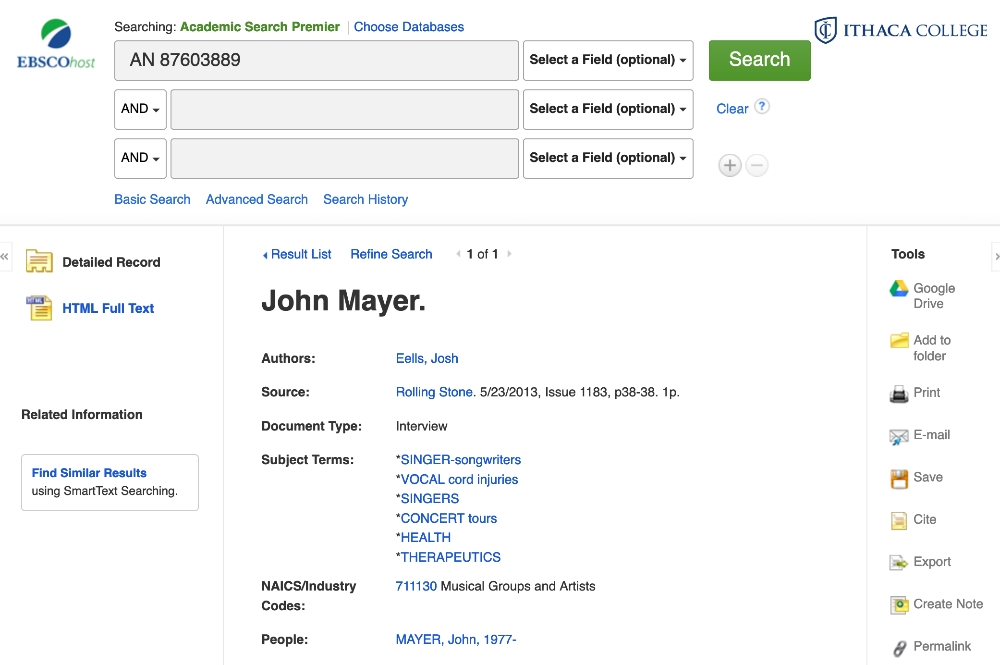 Searching: Academic Search Premier Choose Databases
ITHACA COLLEGE
EBSCOhost
AN 87603889 Select a Field (optional) Search
AND Select a Field (optional) Clear ?
AND Select a Field (optional)
Basic Search Advanced Search Search History
Detailed Record
HTML Full Text
Related Information
Find Similar Results
using SmartText Searching.
Result List Refine Search 1 of 1
John Mayer.
Authors: Eells, Josh
Source: Rolling Stone. 5/23/2013, Issue 1183, p38-38. 1p.
Document Type: Interview
Subject Terms: *SINGER-songwriters
*VOCAL cord injuries
*SINGERS
*CONCERT tours
*HEALTH
*THERAPEUTICS
NAICS/Industry 711130 Musical Groups and Artists
Codes:
People: MAYER, John, 1977-
Tools
Google
Drive
Add to
folder
Print
E-mail
Save
Cite
Export
Create Note
Permalink